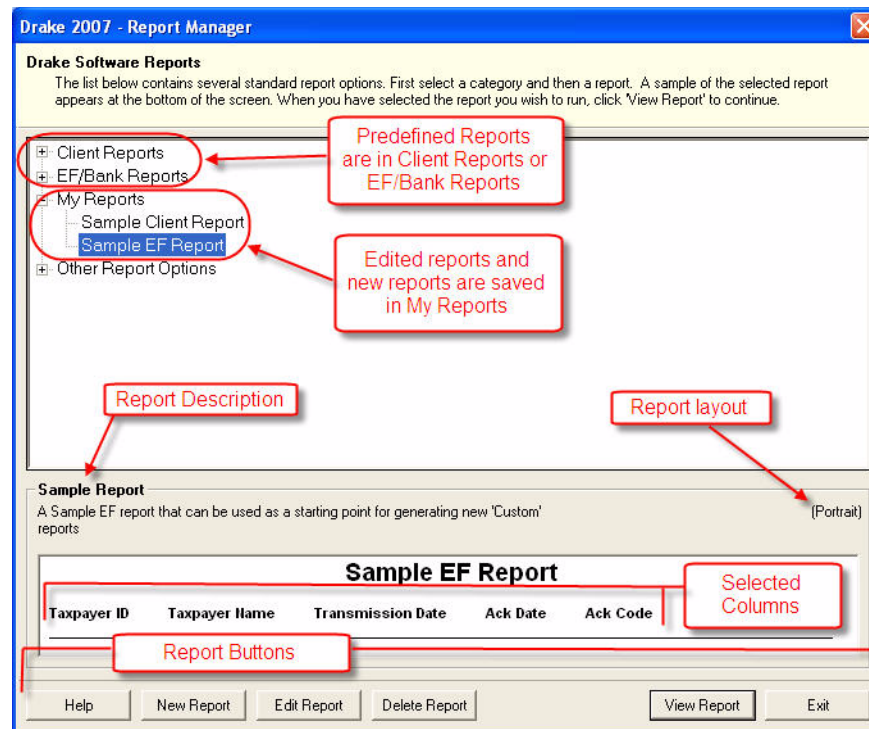 Drake 2007 - Report Manager
Drake Software Reports
The list below contains several standard report options. First select a category and then a report. A sample of the selected report
appears at the bottom of the screen. When you have selected the report you wish to run, click 'View Report' to continue.
Client Reports
EF/Bank Reports
My Reports
Sample Client Report
Sample EF Report
Other Report Options
Predefined Reports
are in Client Reports or
EF/Bank Reports
Edited reports and
new reports are saved
in My Reports
Report Description
Report layout
Sample Report
A Sample EF report that can be used as a starting point for generating new 'Custom'
reports
(Portrait)
Sample EF Report
Taxpayer ID Taxpayer Name Transmission Date Ack Date Ack Code
Selected
Columns
Report Buttons
Help New Report Edit Report Delete Report View Report Exit